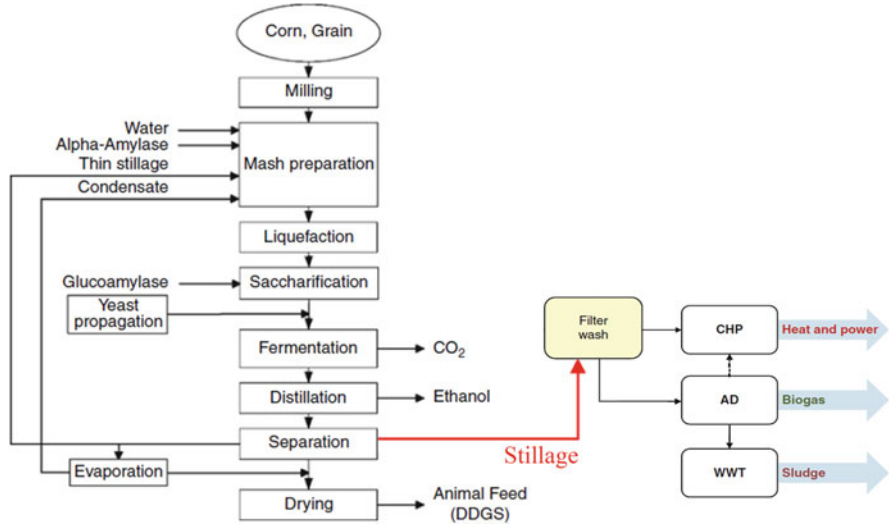 Corn, Grain
Milling
Water
Alpha-Amylase
Thin stillage
Condensate
Mash preparation
Liquefaction
Glucoamylase
Saccharification
Yeast
propagation
Fermentation
CO₂
Distillation
Ethanol
Separation
Stillage
Evaporation
Drying
Animal Feed
(DDGS)
Filter
wash
CHP
Heat and power
AD
Biogas
WWT
Sludge